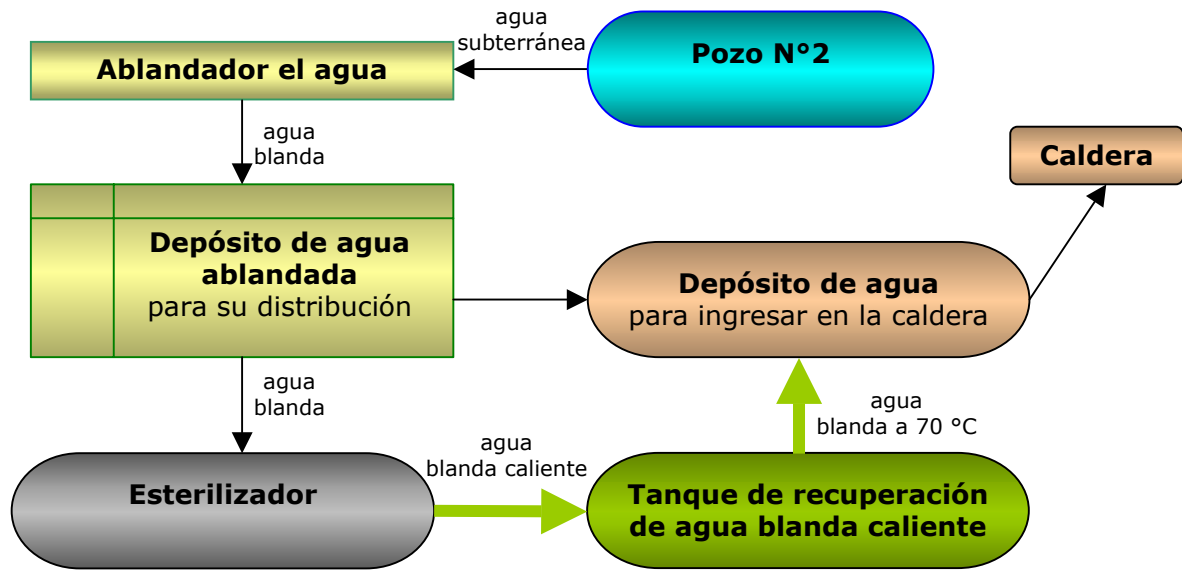 agua
subterránea
Pozo N°2
Ablandador el agua
agua
blanda
Caldera
Depósito de agua
ablandada
para su distribución
Depósito de agua
para ingresar en la caldera
agua
blanda
agua
blanda a 70 °C
agua
blanda caliente
Esterilizador
Tanque de recuperación
de agua blanda caliente